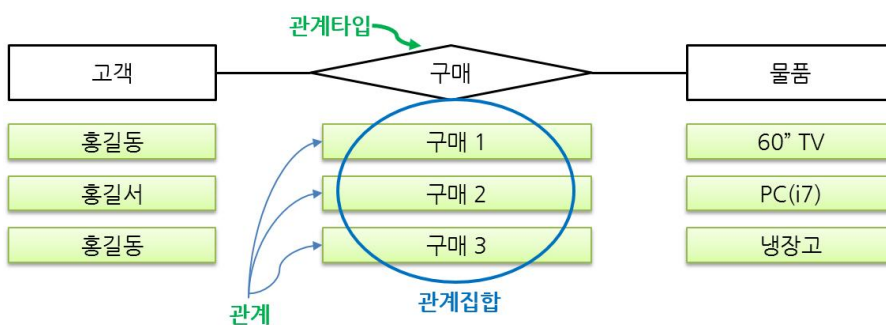 관계타입
고객 구매 물품
홍길동 구매 1 60” TV
홍길서 구매 2 PC(i7)
홍길동 구매 3 냉장고
관계 관계집합